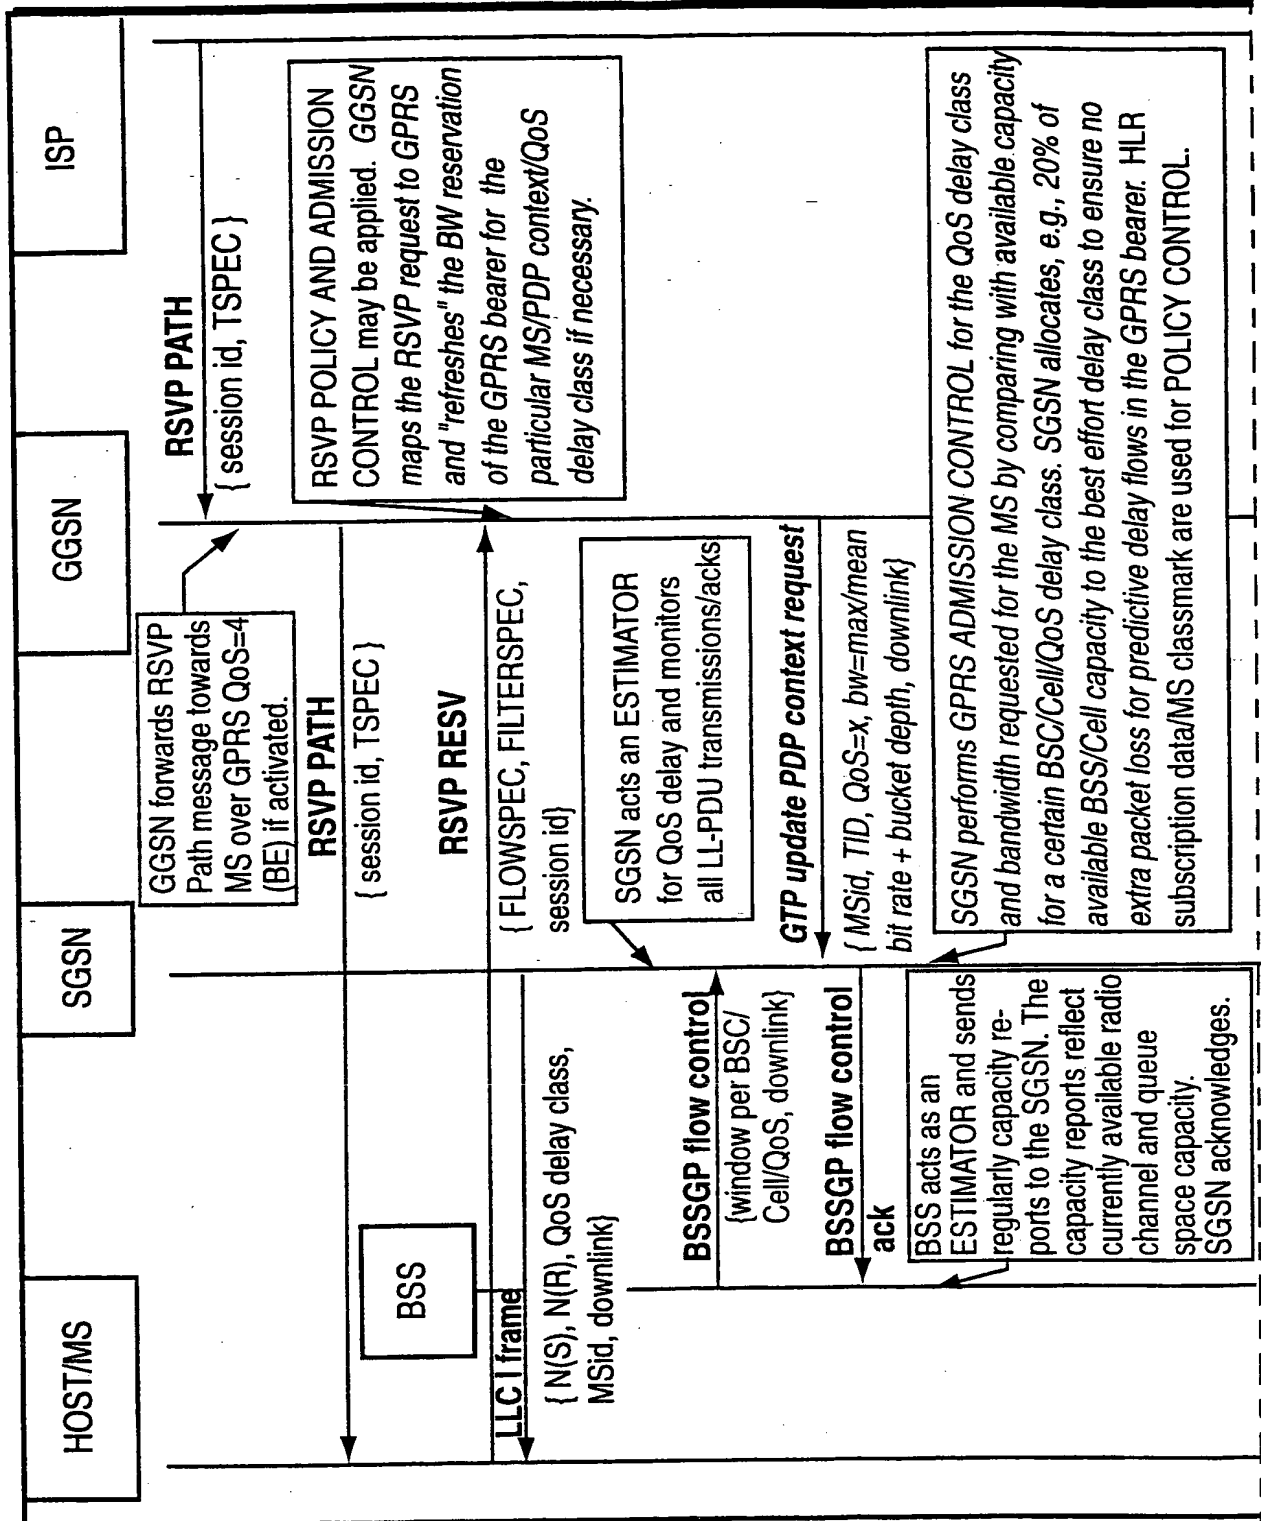 HOST/MS
SGSN
GGSN
ISP
RSVP PATH
{ session id, TSPEC }
GGSN forwards RSVP
Path message towards
MS over GPRS QoS=4
(BE) if activated.
RSVP PATH
{ session id, TSPEC }
RSVP POLICY AND ADMISSION
CONTROL may be applied. GGSN
maps the RSVP request to GPRS
and "refreshes" the BW reservation
of the GPRS bearer for the
particular MS/PDP context/QoS
delay class if necessary.
BSS
RSVP RESV
{ FLOWSPEC, FILTERSPEC,
session id}
LLC I frame
{ N(S), N(R), QoS delay class,
MSid, downlink}
SGSN acts an ESTIMATOR
for QoS delay and monitors
all LL-PDU transmissions/acks
BSSGP flow control
{window per BSC/
Cell/QoS, downlink}
GTP update PDP context request
{ MSid, TID, QoS=x, bw=max/mean
bit rate + bucket depth, downlink}
BSSGP flow control
ack
BSS acts as an
ESTIMATOR and sends
regularly capacity re-
ports to the SGSN. The
capacity reports reflect
currently available radio
channel and queue
space capacity.
SGSN acknowledges.
SGSN performs GPRS ADMISSION CONTROL for the QoS delay class
and bandwidth requested for the MS by comparing with available capacity
for a certain BSC/Cell/QoS delay class. SGSN allocates, e.g., 20% of
available BSS/Cell capacity to the best effort delay class to ensure no
extra packet loss for predictive delay flows in the GPRS bearer. HLR
subscription data/MS classmark are used for POLICY CONTROL.